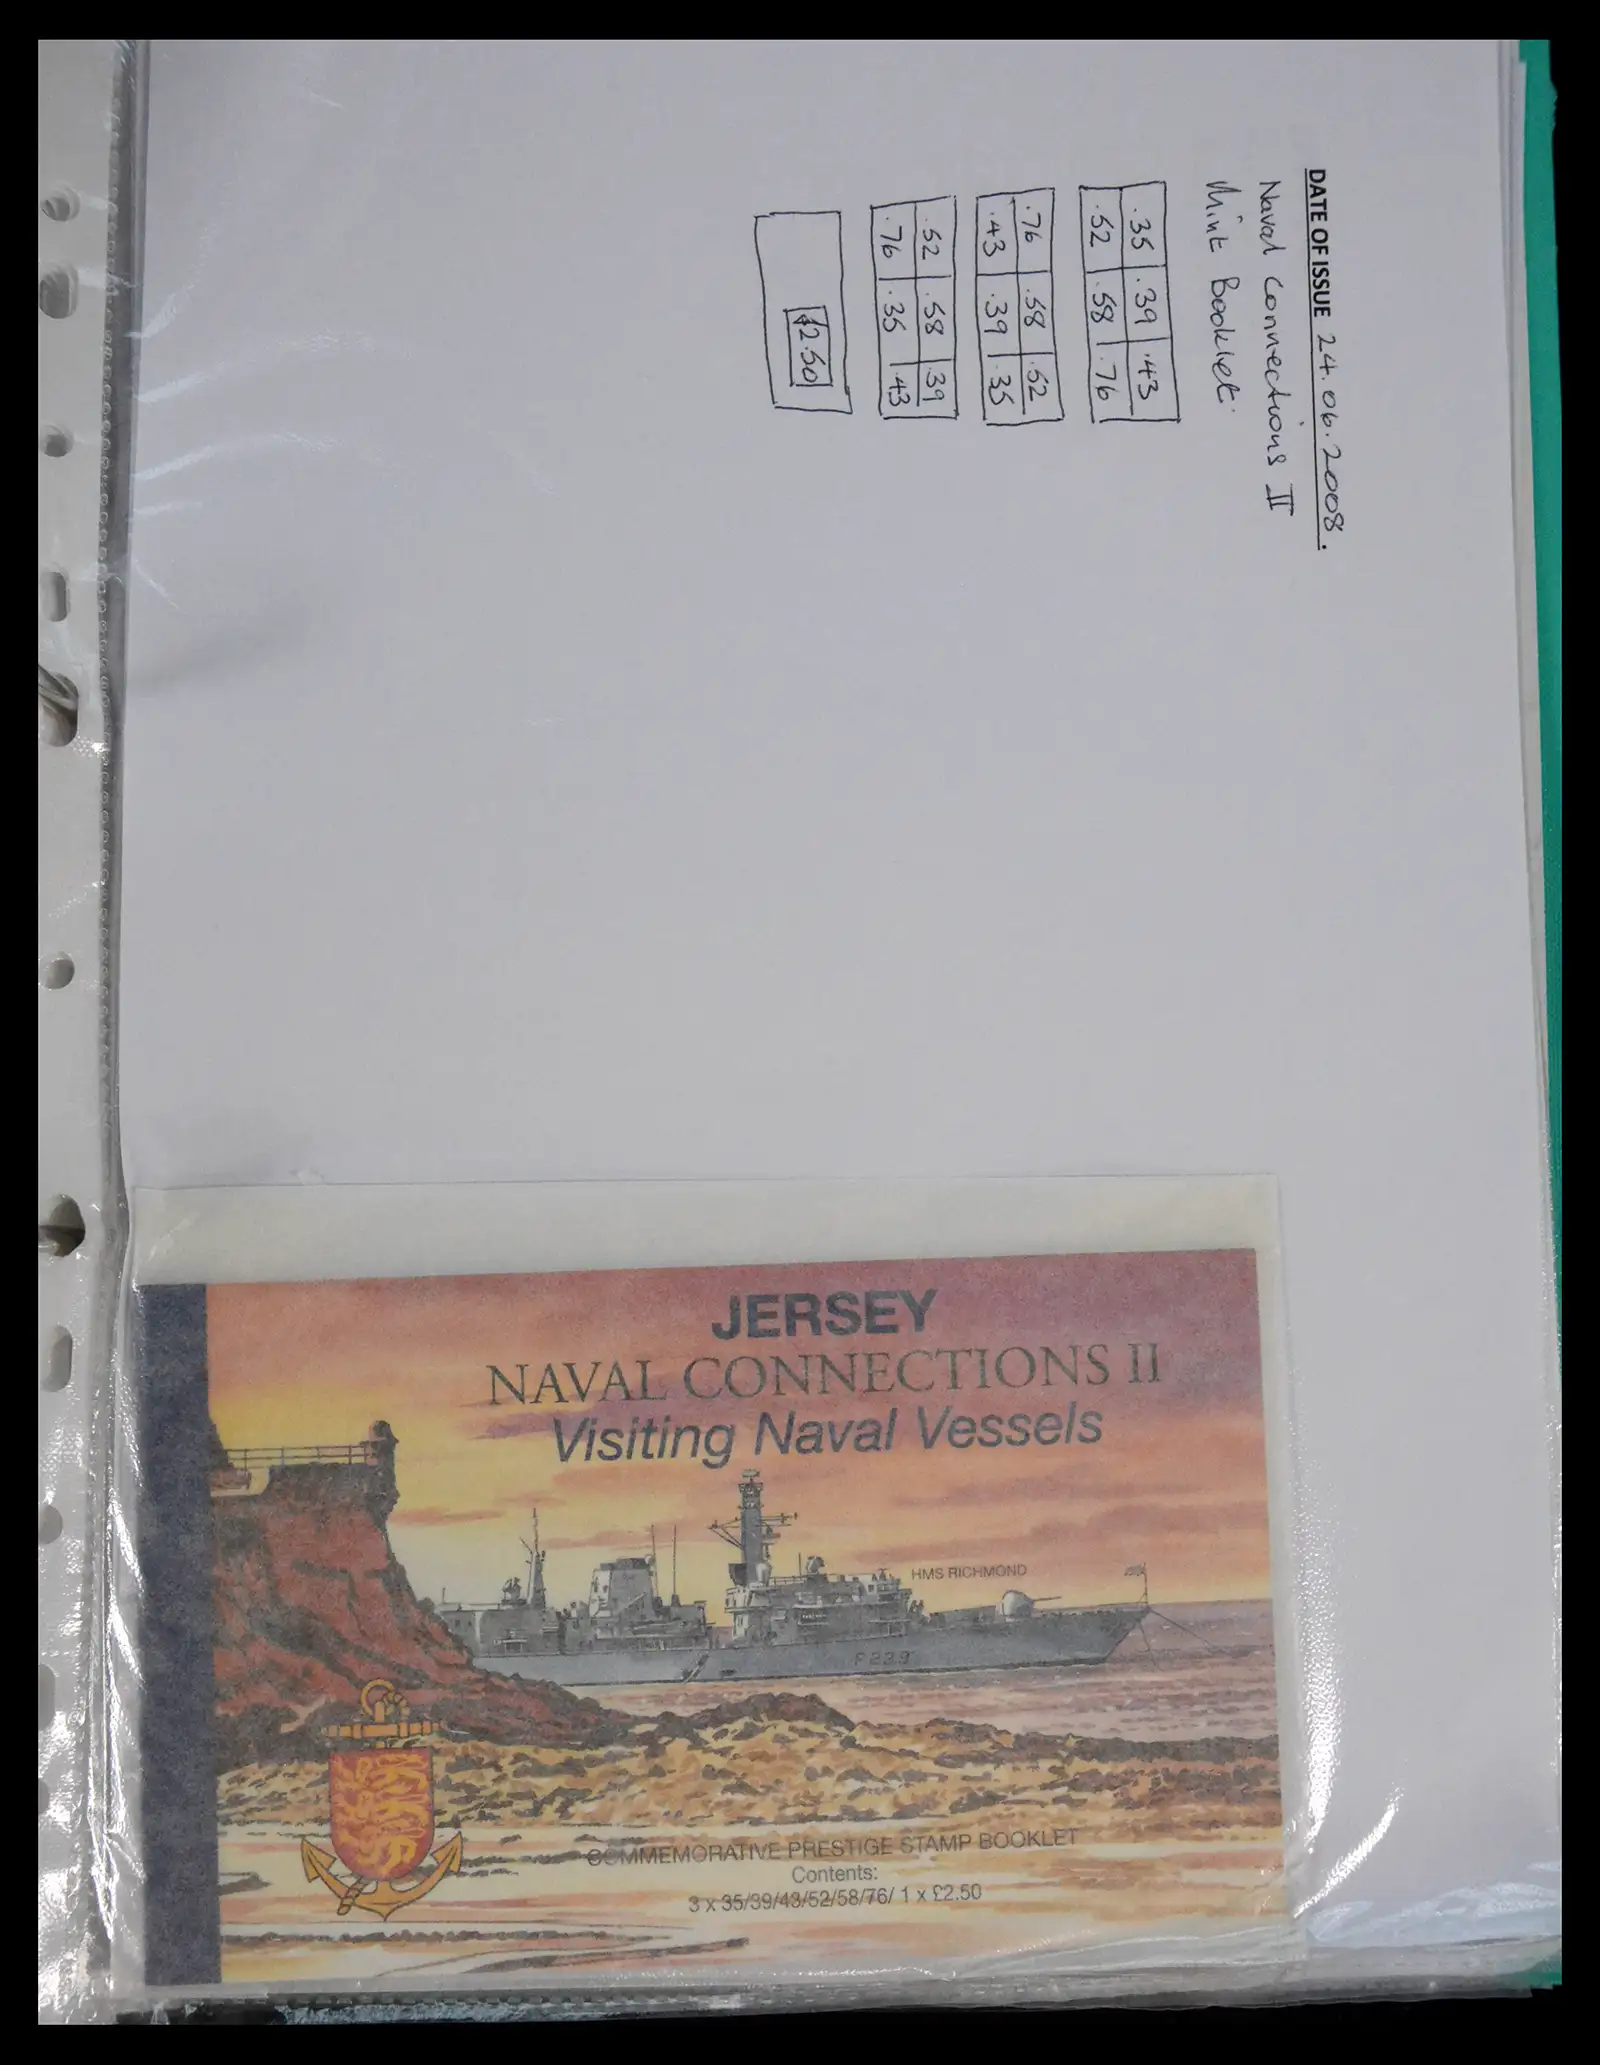 DATE OF ISSUE 24.06.2008.
Naval Connections II
Mint Booklet.
.35 .39 .43
.52 .58 .76
.76 .58 .52
.43 .39 .35
.52 .58 .39
.76 .35 .43
£2.50
JERSEY
NAVAL CONNECTIONS II
Visiting Naval Vessels
HMS RICHMOND
F239
COMMEMORATIVE PRESTIGE STAMP BOOKLET
Contents:
3 x 35/39/43/52/58/76/ 1 x £2.50